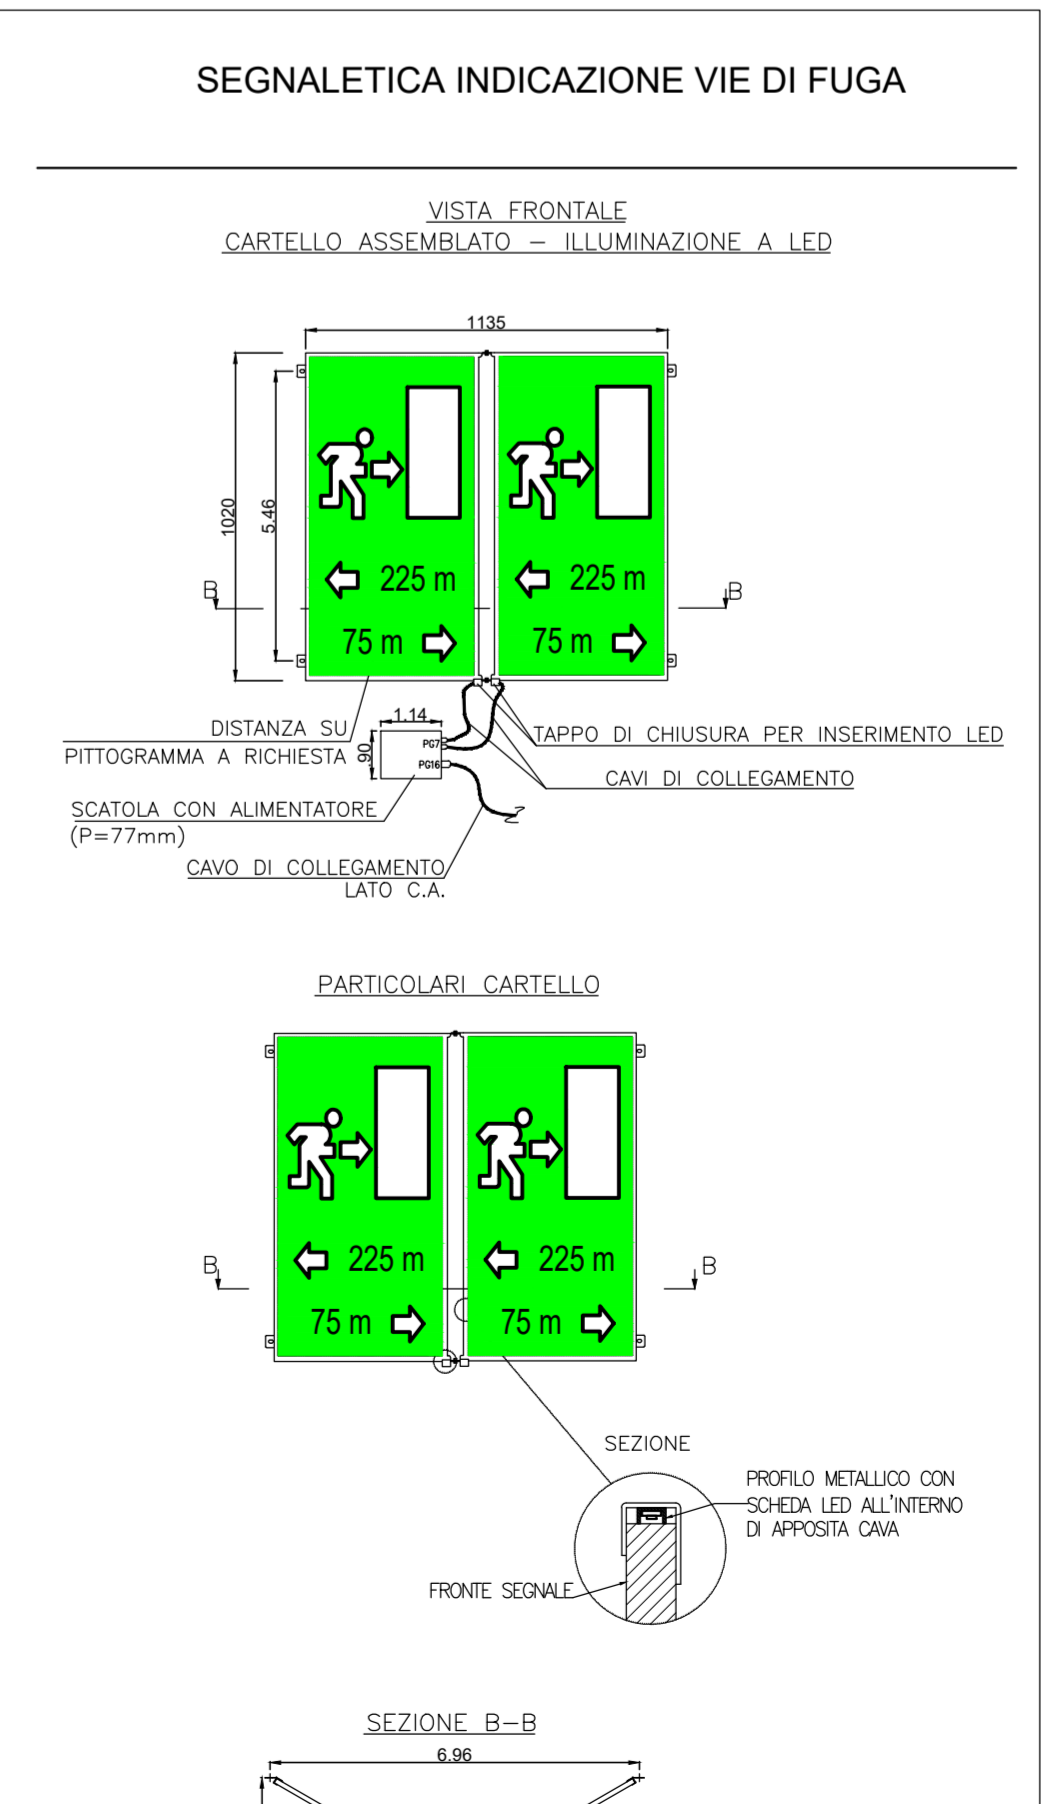 SEGNALETICA INDICAZIONE VIE DI FUGA
VISTA FRONTALE
CARTELLO ASSEMBLATO – ILLUMINAZIONE A LED
1135
1020
5.46
225 m
75 m
225 m
75 m
B
B
DISTANZA SU
PITTOGRAMMA A RICHIESTA
1.14
.90
PG7
PG16
TAPPO DI CHIUSURA PER INSERIMENTO LED
CAVI DI COLLEGAMENTO
SCATOLA CON ALIMENTATORE
(P=77mm)
CAVO DI COLLEGAMENTO
LATO C.A.
PARTICOLARI CARTELLO
225 m
75 m
225 m
75 m
B
B
SEZIONE
PROFILO METALLICO CON
SCHEDA LED ALL'INTERNO
DI APPOSITA CAVA
FRONTE SEGNALE
SEZIONE B–B
6.96